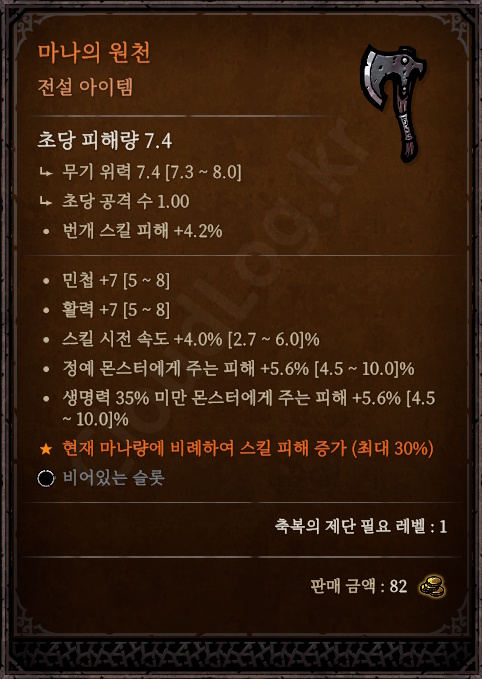 마나의 원천
전설 아이템
초당 피해량 7.4
무기 위력 7.4 [7.3 ~ 8.0]
초당 공격 수 1.00
번개 스킬 피해 +4.2%
민첩 +7 [5 ~ 8]
활력 +7 [5 ~ 8]
스킬 시전 속도 +4.0% [2.7 ~ 6.0]%
정예 몬스터에게 주는 피해 +5.6% [4.5 ~ 10.0]%
생명력 35% 미만 몬스터에게 주는 피해 +5.6% [4.5
~ 10.0]%
★ 현재 마나량에 비례하여 스킬 피해 증가 (최대 30%)
비어있는 슬롯
축복의 제단 필요 레벨 : 1
판매 금액 : 82